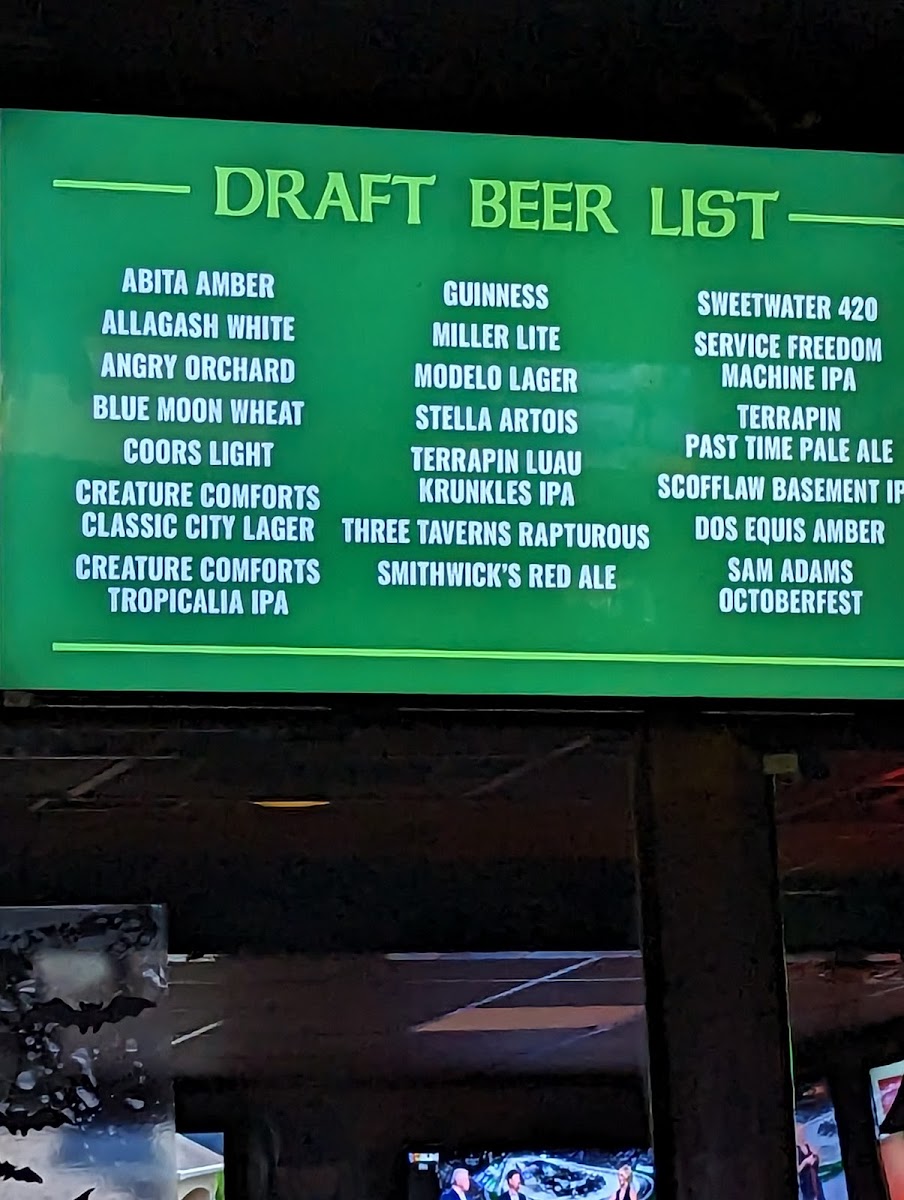 DRAFT BEER LIST
ABITA AMBER
ALLAGASH WHITE
ANGRY ORCHARD
BLUE MOON WHEAT
COORS LIGHT
CREATURE COMFORTS
CLASSIC CITY LAGER
CREATURE COMFORTS
TROPICALIA IPA
GUINNESS
MILLER LITE
MODELO LAGER
STELLA ARTOIS
TERRAPIN LUAU
KRUNKLES IPA
THREE TAVERNS RAPTUROUS
SMITHWICK'S RED ALE
SWEETWATER 420
SERVICE FREEDOM
MACHINE IPA
TERRAPIN
PAST TIME PALE ALE
SCOFFLAW BASEMENT IP
DOS EQUIS AMBER
SAM ADAMS
OCTOBERFEST